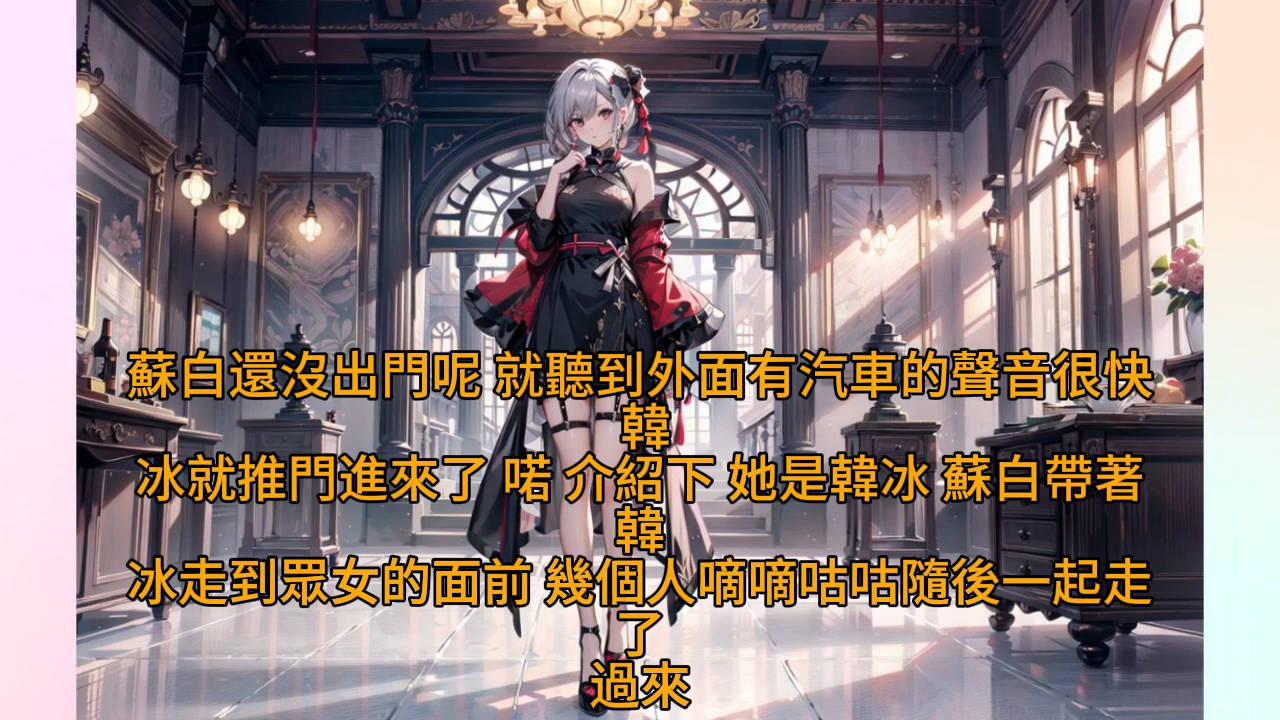 蘇白還沒出門呢 就聽到外面有汽車的聲音很快
韓
冰就推門進來了 喏 介紹下 她是韓冰 蘇白帶著
韓
冰走到眾女的面前 幾個人嘀嘀咕咕隨後一起走
了
過來